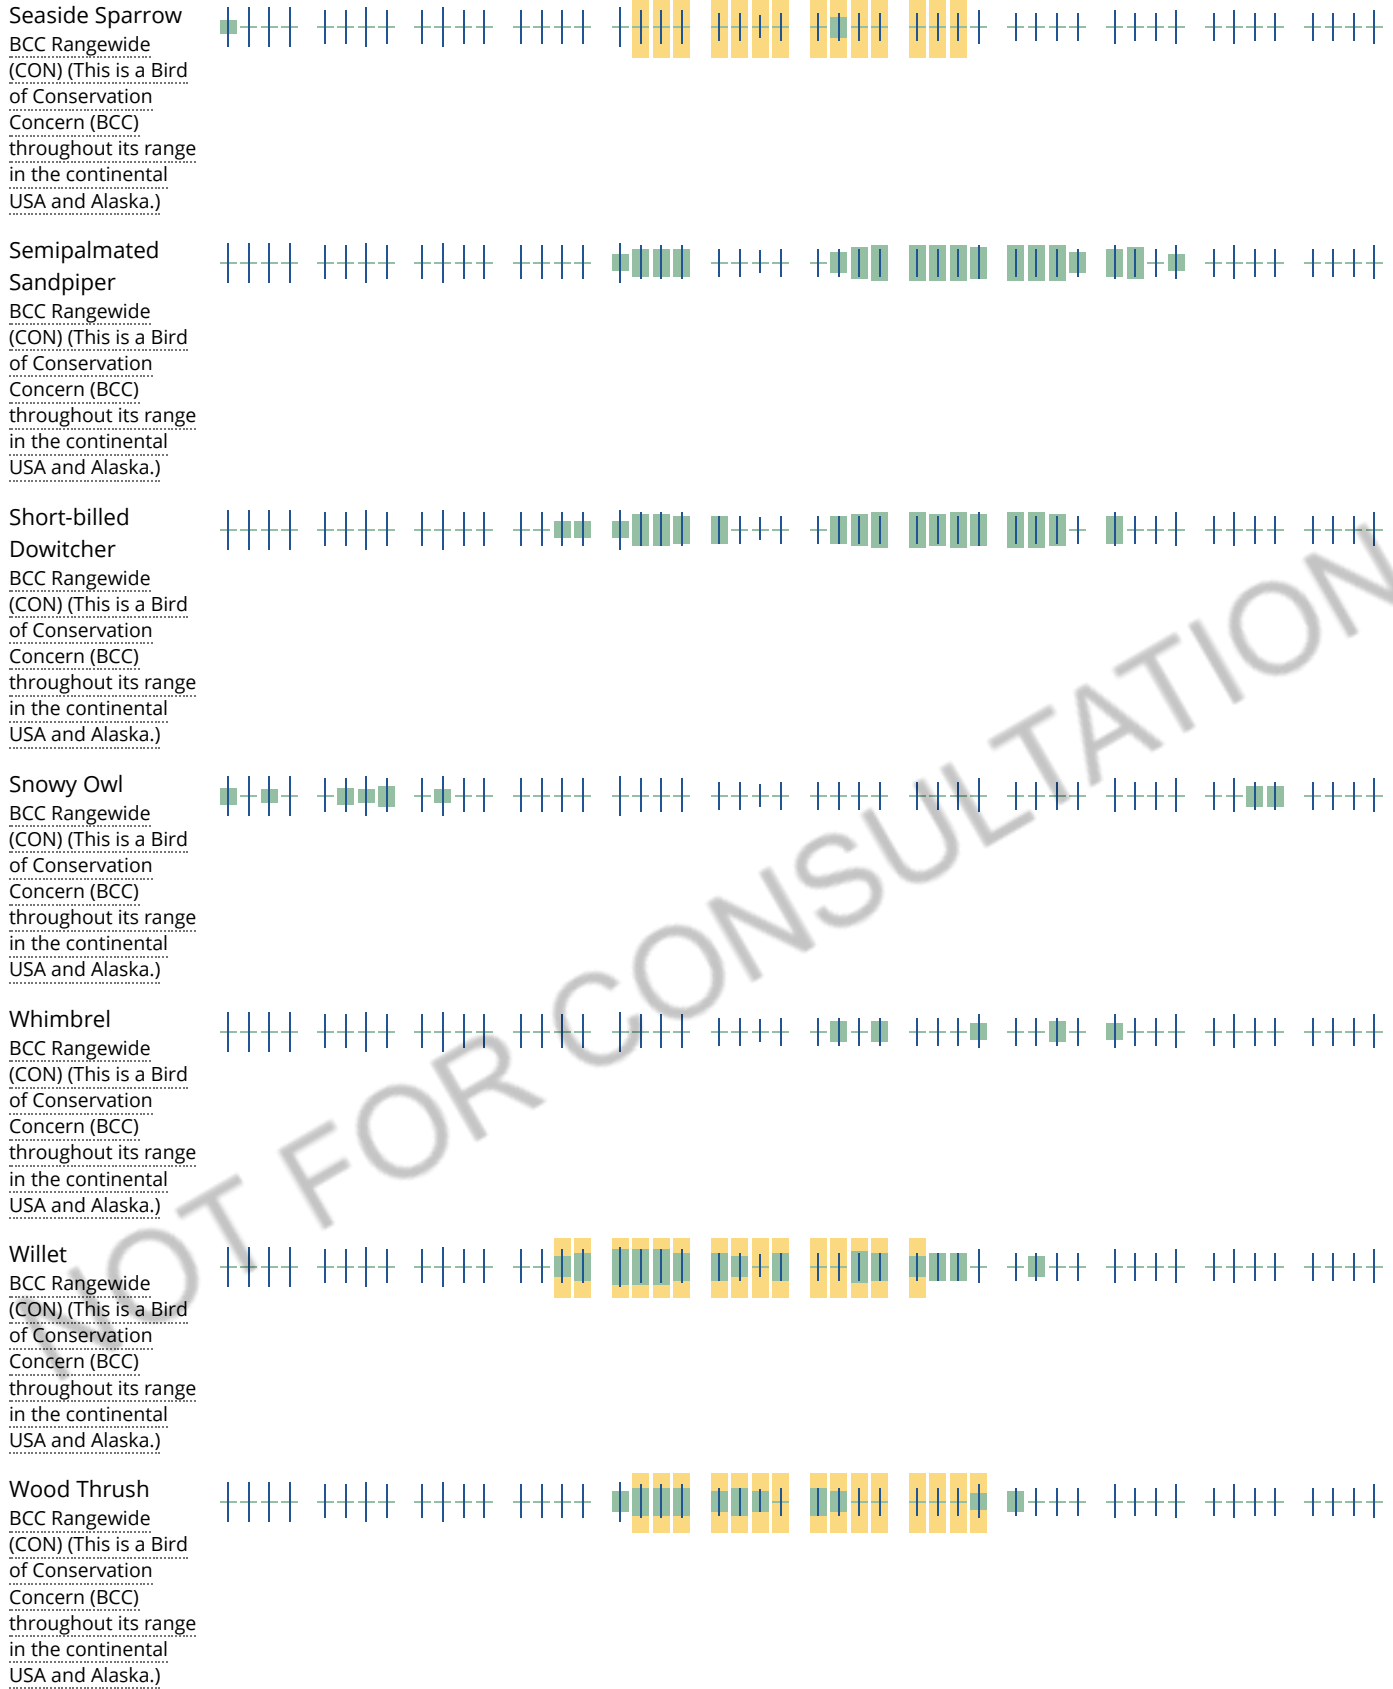 Seaside Sparrow
BCC Rangewide
(CON) (This is a Bird
of Conservation
Concern (BCC)
throughout its range
in the continental
USA and Alaska.)
Semipalmated
Sandpiper
BCC Rangewide
(CON) (This is a Bird
of Conservation
Concern (BCC)
throughout its range
in the continental
USA and Alaska.)
Short-billed
Dowitcher
BCC Rangewide
(CON) (This is a Bird
of Conservation
Concern (BCC)
throughout its range
in the continental
USA and Alaska.)
Snowy Owl
BCC Rangewide
(CON) (This is a Bird
of Conservation
Concern (BCC)
throughout its range
in the continental
USA and Alaska.)
Whimbrel
BCC Rangewide
(CON) (This is a Bird
of Conservation
Concern (BCC)
throughout its range
in the continental
USA and Alaska.)
Willet
BCC Rangewide
(CON) (This is a Bird
of Conservation
Concern (BCC)
throughout its range
in the continental
USA and Alaska.)
Wood Thrush
BCC Rangewide
(CON) (This is a Bird
of Conservation
Concern (BCC)
throughout its range
in the continental
USA and Alaska.)
NOT FOR CONSULTATION